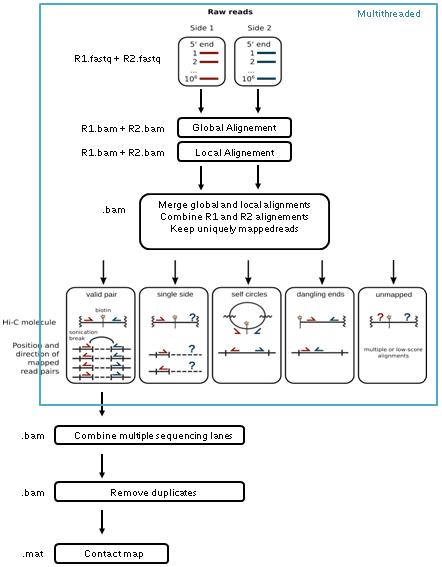 Raw reads
Multithreaded
Side 1
Side 2
R1.fastq + R2.fastq
5' end
1
2
...
10⁶
5' end
1
2
...
10⁶
R1.bam + R2.bam
Global Alignement
R1.bam + R2.bam
Local Alignement
.bam
Merge global and local alignments
Combine R1 and R2 alignements
Keep uniquely mappedreads
valid pair
single side
self circles
dangling ends
unmapped
biotin
?
?
?
Hi-C molecule
sonication
break
Position and
direction of
mapped
read pairs
?
multiple or low-score
alignments
.bam
Combine multiple sequencing lanes
.bam
Remove duplicates
.mat
Contact map